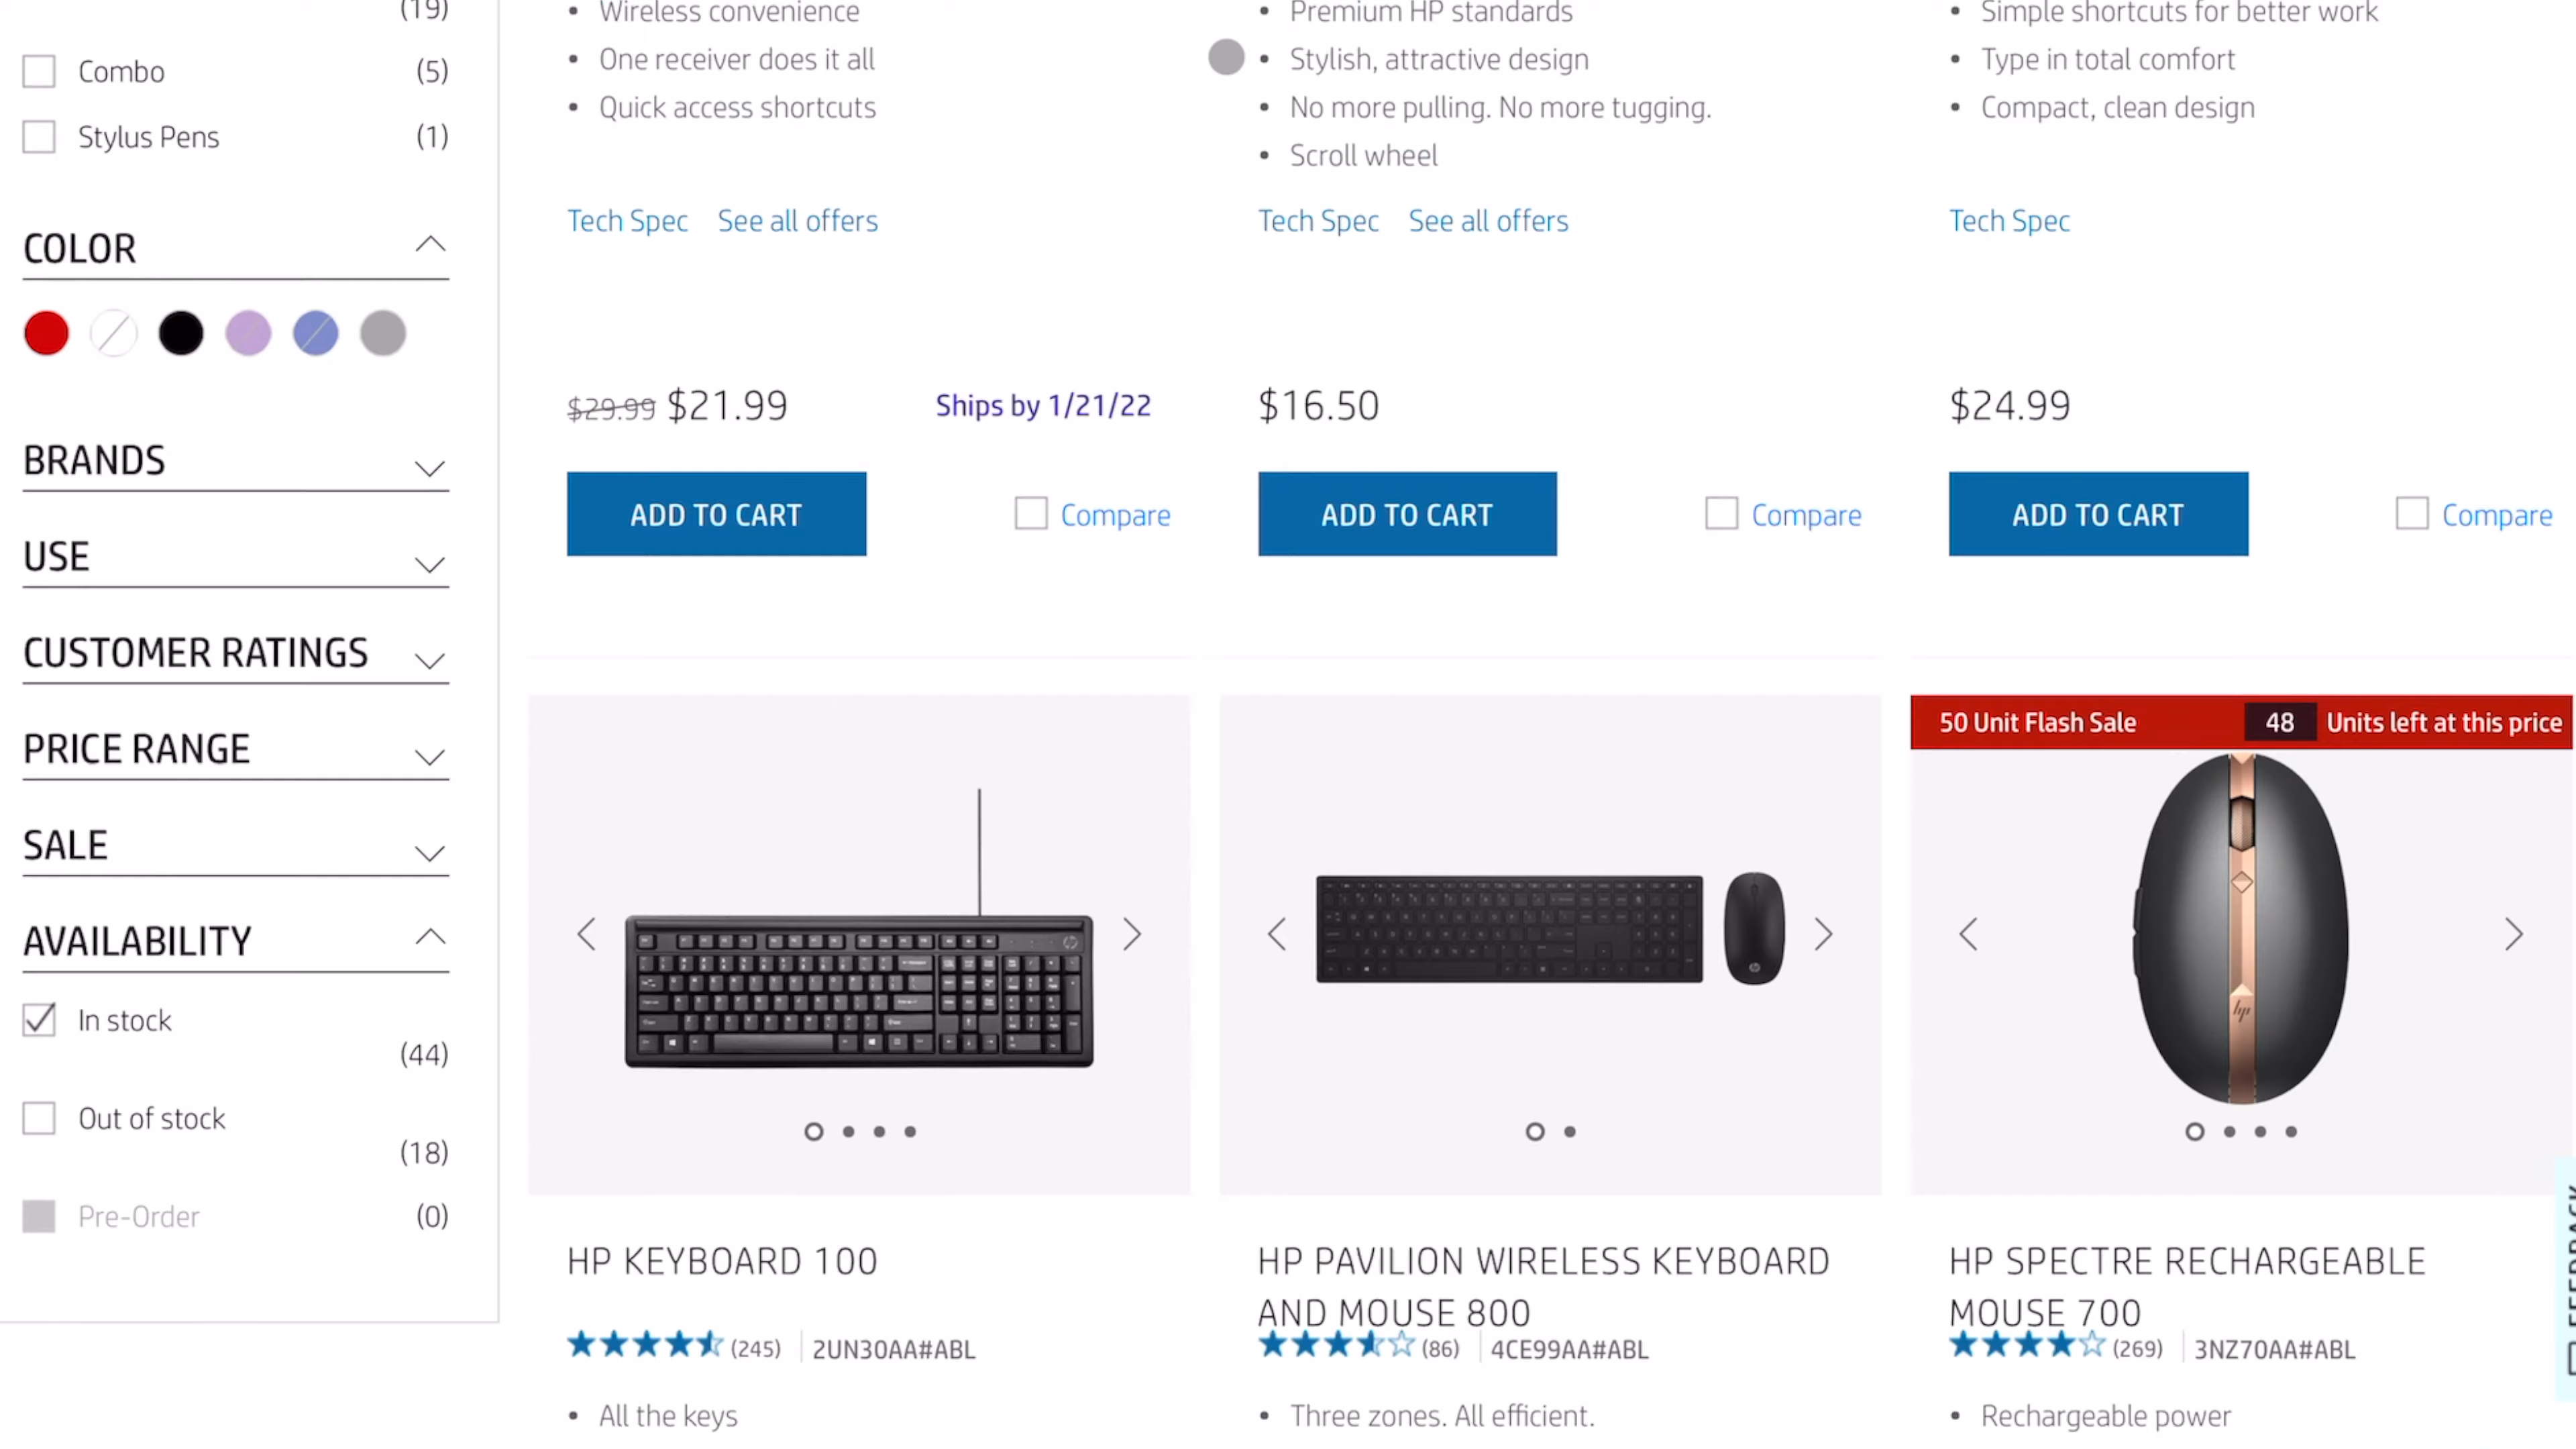 (19)
Combo (5)
Stylus Pens (1)
COLOR
BRANDS
USE
CUSTOMER RATINGS
PRICE RANGE
SALE
AVAILABILITY
In stock
(44)
Out of stock
(18)
Pre-Order (0)
• Wireless convenience
• One receiver does it all
• Quick access shortcuts
Tech Spec See all offers
$29.99 $21.99 Ships by 1/21/22
ADD TO CART Compare
• Premium HP standards
• Stylish, attractive design
• No more pulling. No more tugging.
• Scroll wheel
Tech Spec See all offers
$16.50
ADD TO CART Compare
• Simple shortcuts for better work
• Type in total comfort
• Compact, clean design
Tech Spec
$24.99
ADD TO CART Compare
HP KEYBOARD 100
(245) 2UN30AA#ABL
• All the keys
HP PAVILION WIRELESS KEYBOARD
AND MOUSE 800
(86) 4CE99AA#ABL
• Three zones. All efficient.
50 Unit Flash Sale 48 Units left at this price
hp
HP SPECTRE RECHARGEABLE
MOUSE 700
(269) 3NZ70AA#ABL
• Rechargeable power
FEEDBACK